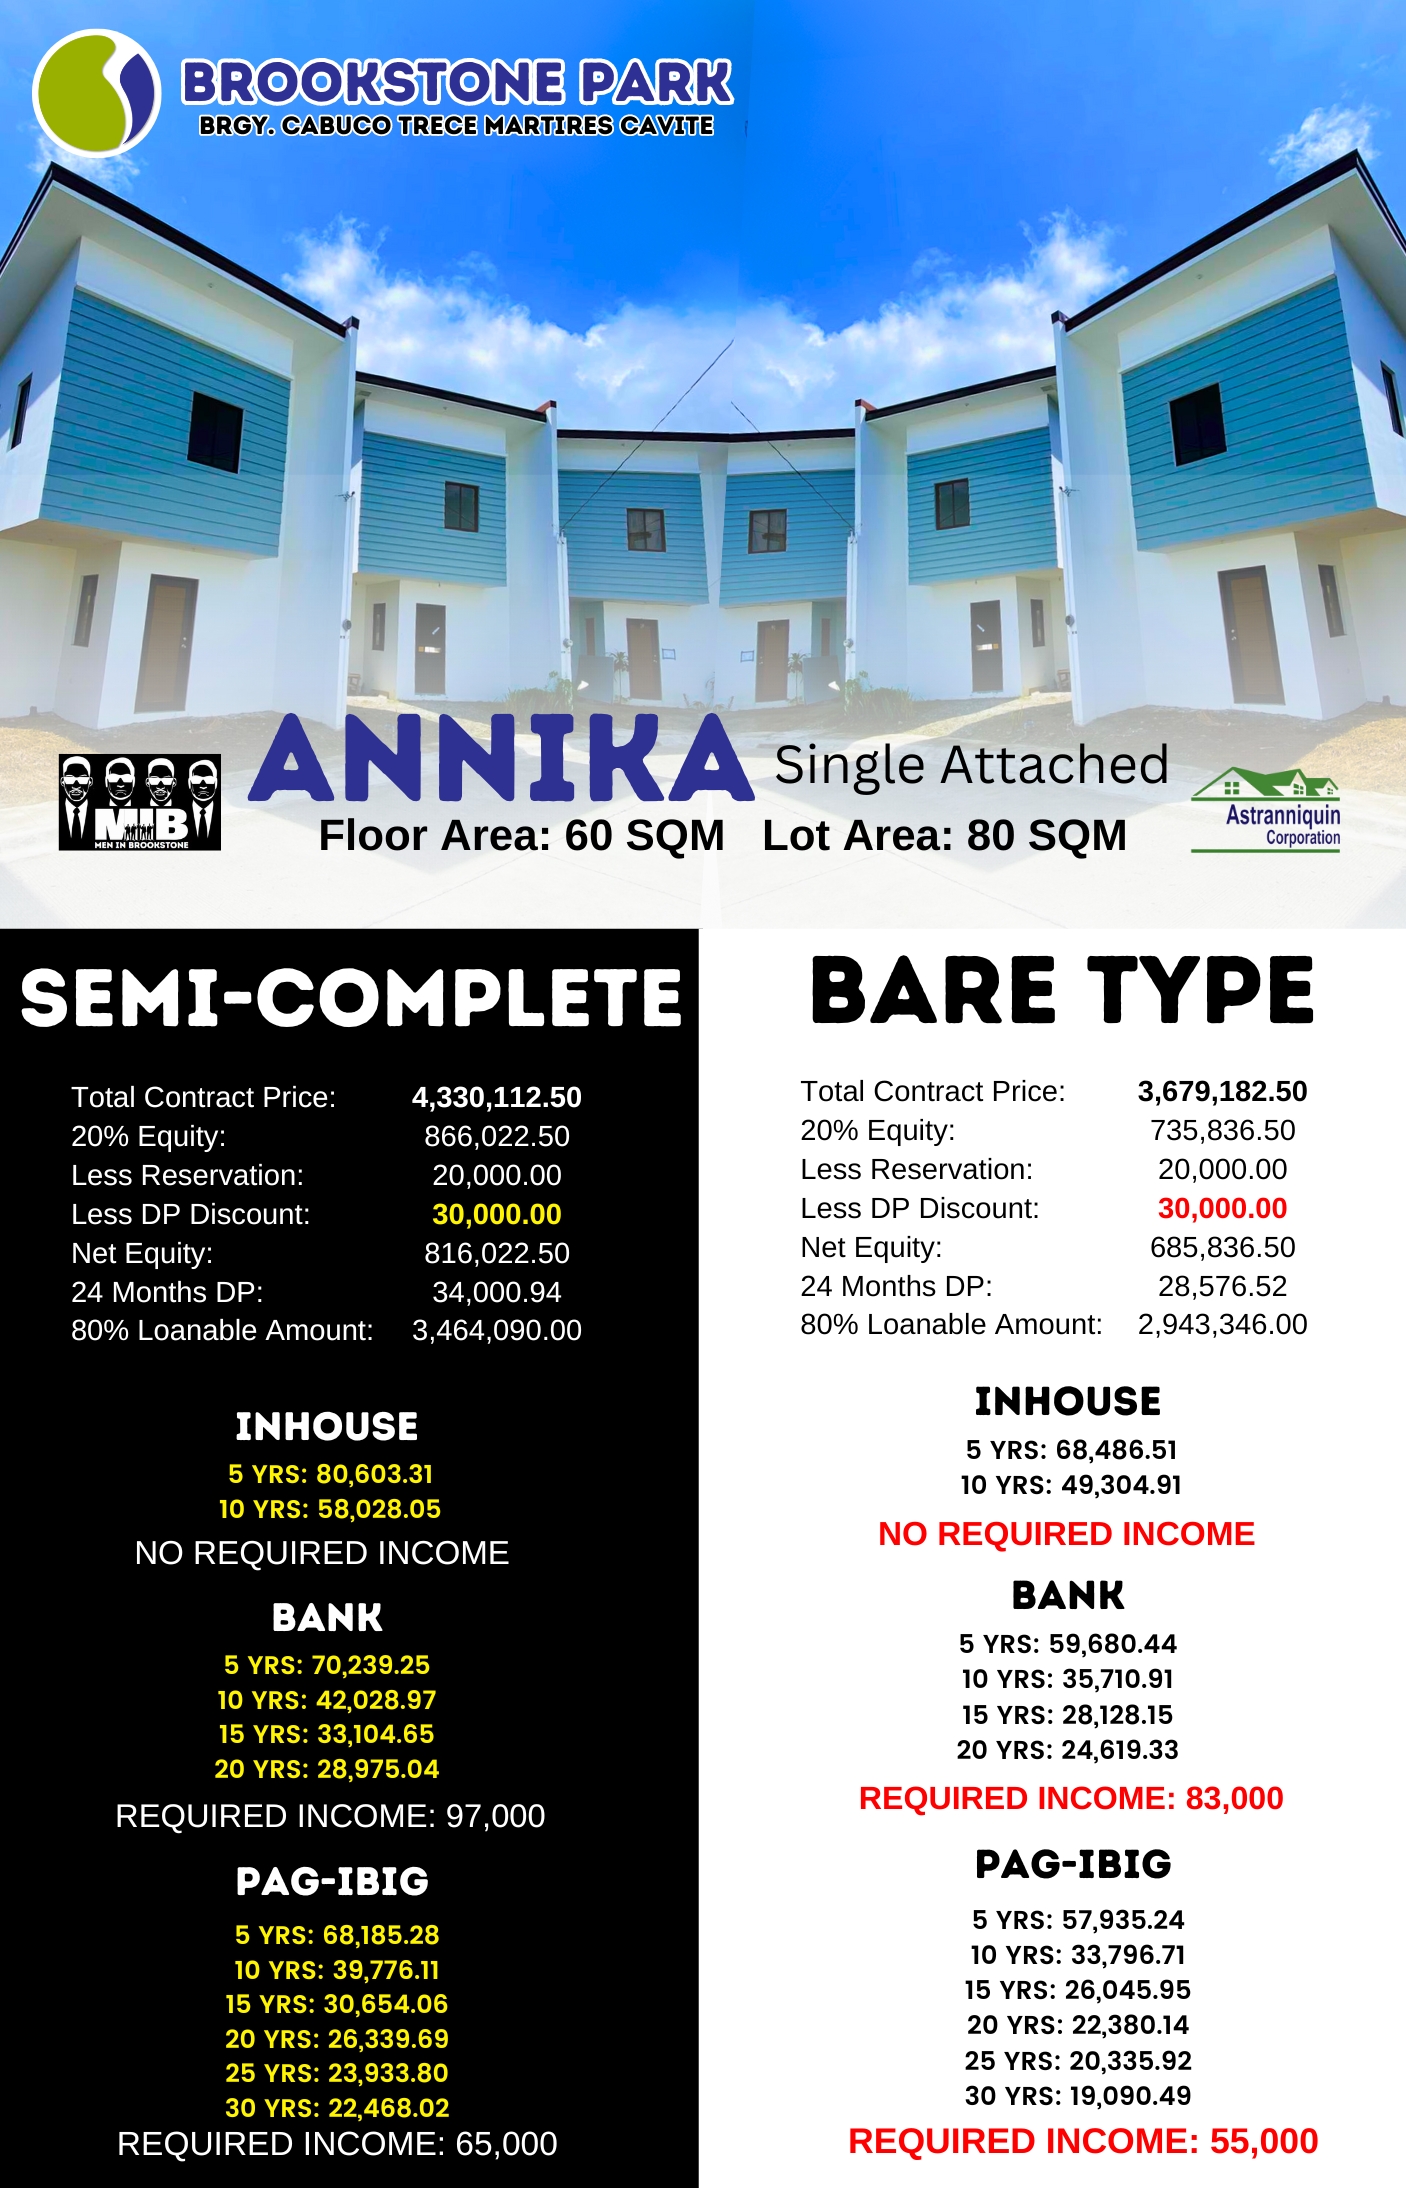 BROOKSTONE PARK
BRGY. CABUCO TRECE MARTIRES CAVITE
ANNIKA Single Attached
Floor Area: 60 SQM Lot Area: 80 SQM
MIB
MEN IN BROOKSTONE
Astranniquin
Corporation
SEMI-COMPLETE
Total Contract Price: 4,330,112.50
20% Equity: 866,022.50
Less Reservation: 20,000.00
Less DP Discount: 30,000.00
Net Equity: 816,022.50
24 Months DP: 34,000.94
80% Loanable Amount: 3,464,090.00
INHOUSE
5 YRS: 80,603.31
10 YRS: 58,028.05
NO REQUIRED INCOME
BANK
5 YRS: 70,239.25
10 YRS: 42,028.97
15 YRS: 33,104.65
20 YRS: 28,975.04
REQUIRED INCOME: 97,000
PAG-IBIG
5 YRS: 68,185.28
10 YRS: 39,776.11
15 YRS: 30,654.06
20 YRS: 26,339.69
25 YRS: 23,933.80
30 YRS: 22,468.02
REQUIRED INCOME: 65,000
BARE TYPE
Total Contract Price: 3,679,182.50
20% Equity: 735,836.50
Less Reservation: 20,000.00
Less DP Discount: 30,000.00
Net Equity: 685,836.50
24 Months DP: 28,576.52
80% Loanable Amount: 2,943,346.00
INHOUSE
5 YRS: 68,486.51
10 YRS: 49,304.91
NO REQUIRED INCOME
BANK
5 YRS: 59,680.44
10 YRS: 35,710.91
15 YRS: 28,128.15
20 YRS: 24,619.33
REQUIRED INCOME: 83,000
PAG-IBIG
5 YRS: 57,935.24
10 YRS: 33,796.71
15 YRS: 26,045.95
20 YRS: 22,380.14
25 YRS: 20,335.92
30 YRS: 19,090.49
REQUIRED INCOME: 55,000